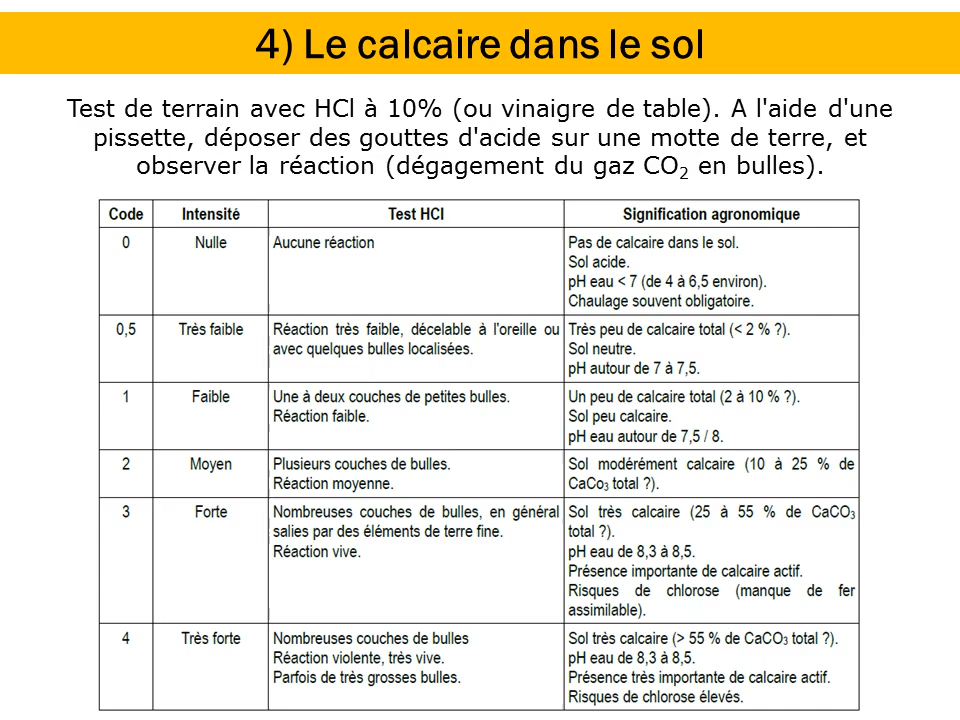 4) Le calcaire dans le sol
Test de terrain avec HCl à 10% (ou vinaigre de table). A l'aide d'une
pissette, déposer des gouttes d'acide sur une motte de terre, et
observer la réaction (dégagement du gaz CO₂ en bulles).
Code Intensité Test HCl Signification agronomique
0 Nulle Aucune réaction Pas de calcaire dans le sol.
Sol acide.
pH eau < 7 (de 4 à 6,5 environ).
Chaulage souvent obligatoire.
0,5 Très faible Réaction très faible, décelable à l'oreille ou Très peu de calcaire total (< 2 % ?).
avec quelques bulles localisées. Sol neutre.
pH autour de 7 à 7,5.
1 Faible Une à deux couches de petites bulles. Un peu de calcaire total (2 à 10 % ?).
Réaction faible. Sol peu calcaire.
pH eau autour de 7,5 / 8.
2 Moyen Plusieurs couches de bulles. Sol modérément calcaire (10 à 25 % de
Réaction moyenne. CaCo₃ total ?).
3 Forte Nombreuses couches de bulles, en général Sol très calcaire (25 à 55 % de CaCO₃
salies par des éléments de terre fine. total ?).
Réaction vive. pH eau de 8,3 à 8,5.
Présence importante de calcaire actif.
Risques de chlorose (manque de fer
assimilable).
4 Très forte Nombreuses couches de bulles Sol très calcaire (> 55 % de CaCO₃ total ?).
Réaction violente, très vive. pH eau de 8,3 à 8,5.
Parfois de très grosses bulles. Présence très importante de calcaire actif.
Risques de chlorose élevés.